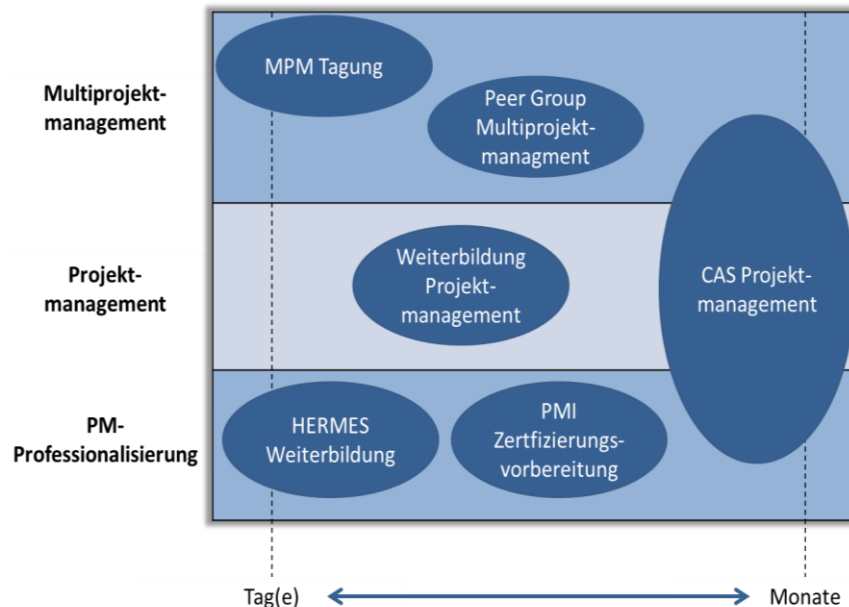 Multiprojekt-
management
MPM Tagung
Peer Group
Multiprojekt-
managment
Projekt-
management
Weiterbildung
Projekt-
management
CAS Projekt-
management
PM-
Professionalisierung
HERMES
Weiterbildung
PMI
Zertfizierungs-
vorbereitung
Tag(e)
Monate